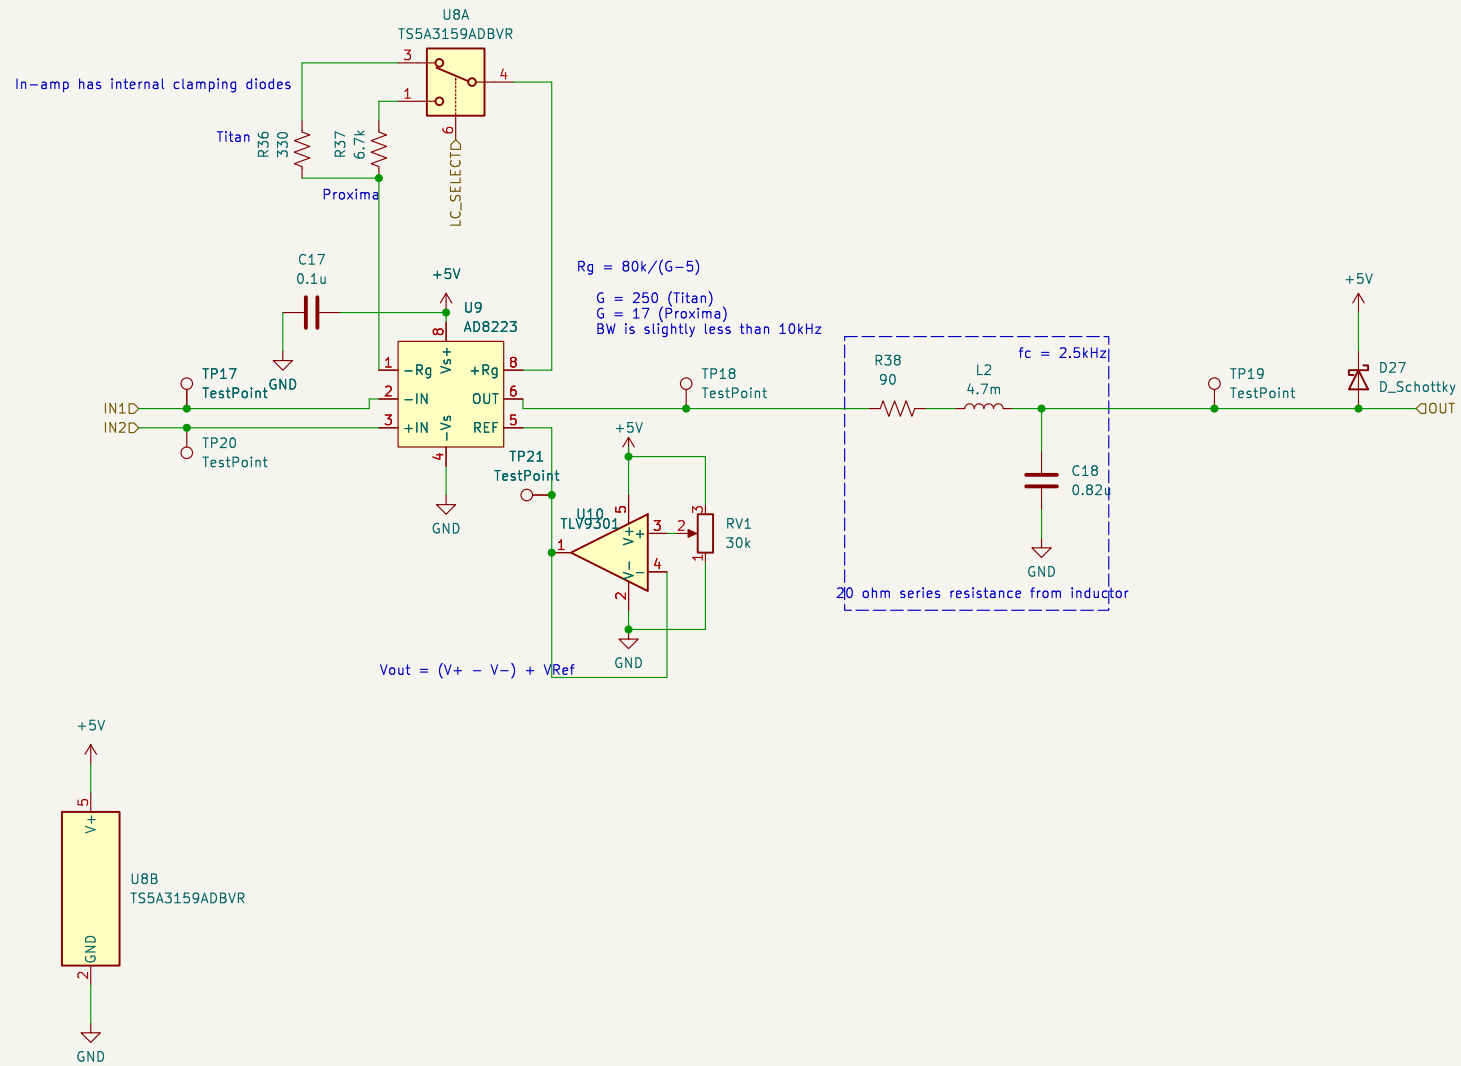 U8A
TS5A3159ADBVR
3
4
1
6
In-amp has internal clamping diodes
Titan
R36
330
R37
6.7k
Proxima
LC_SELECT
C17
0.1u
GND
+5V
U9
AD8223
Rg = 80k/(G-5)
G = 250 (Titan)
G = 17 (Proxima)
BW is slightly less than 10kHz
8
Vs+
1
-Rg
+Rg
8
2
-IN
OUT
6
3
+IN
REF
5
-Vs
4
GND
IN1
IN2
TP17
TestPoint
TP20
TestPoint
TP18
TestPoint
TP21
TestPoint
+5V
U10
TLV9301
5
V+
+
3
2
3
1
RV1
30k
1
V-
-
4
2
GND
Vout = (V+ - V-) + VRef
fc = 2.5kHz
R38
90
L2
4.7m
C18
0.82u
GND
20 ohm series resistance from inductor
TP19
TestPoint
+5V
D27
D_Schottky
OUT
+5V
5
V+
U8B
TS5A3159ADBVR
GND
2
GND